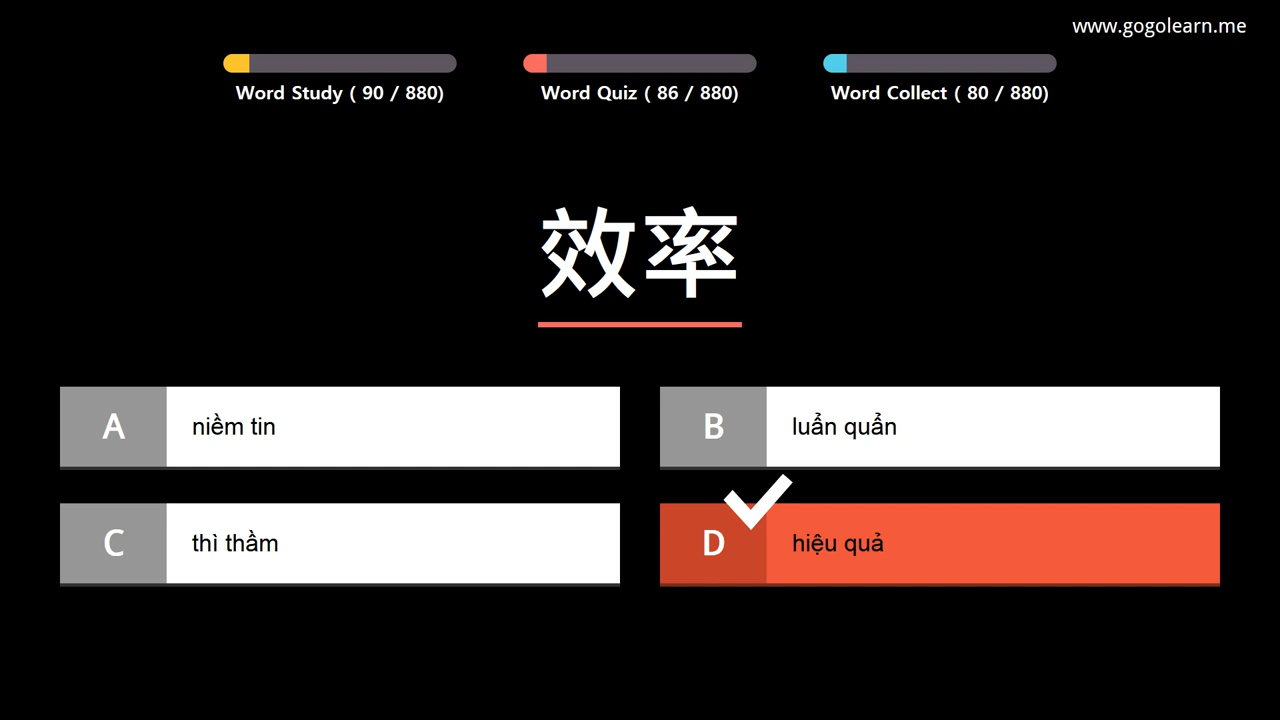 www.gogolearn.me
Word Study ( 90 / 880)
Word Quiz ( 86 / 880)
Word Collect ( 80 / 880)
效率
A niềm tin
B luẩn quẩn
C thì thầm
D hiệu quả